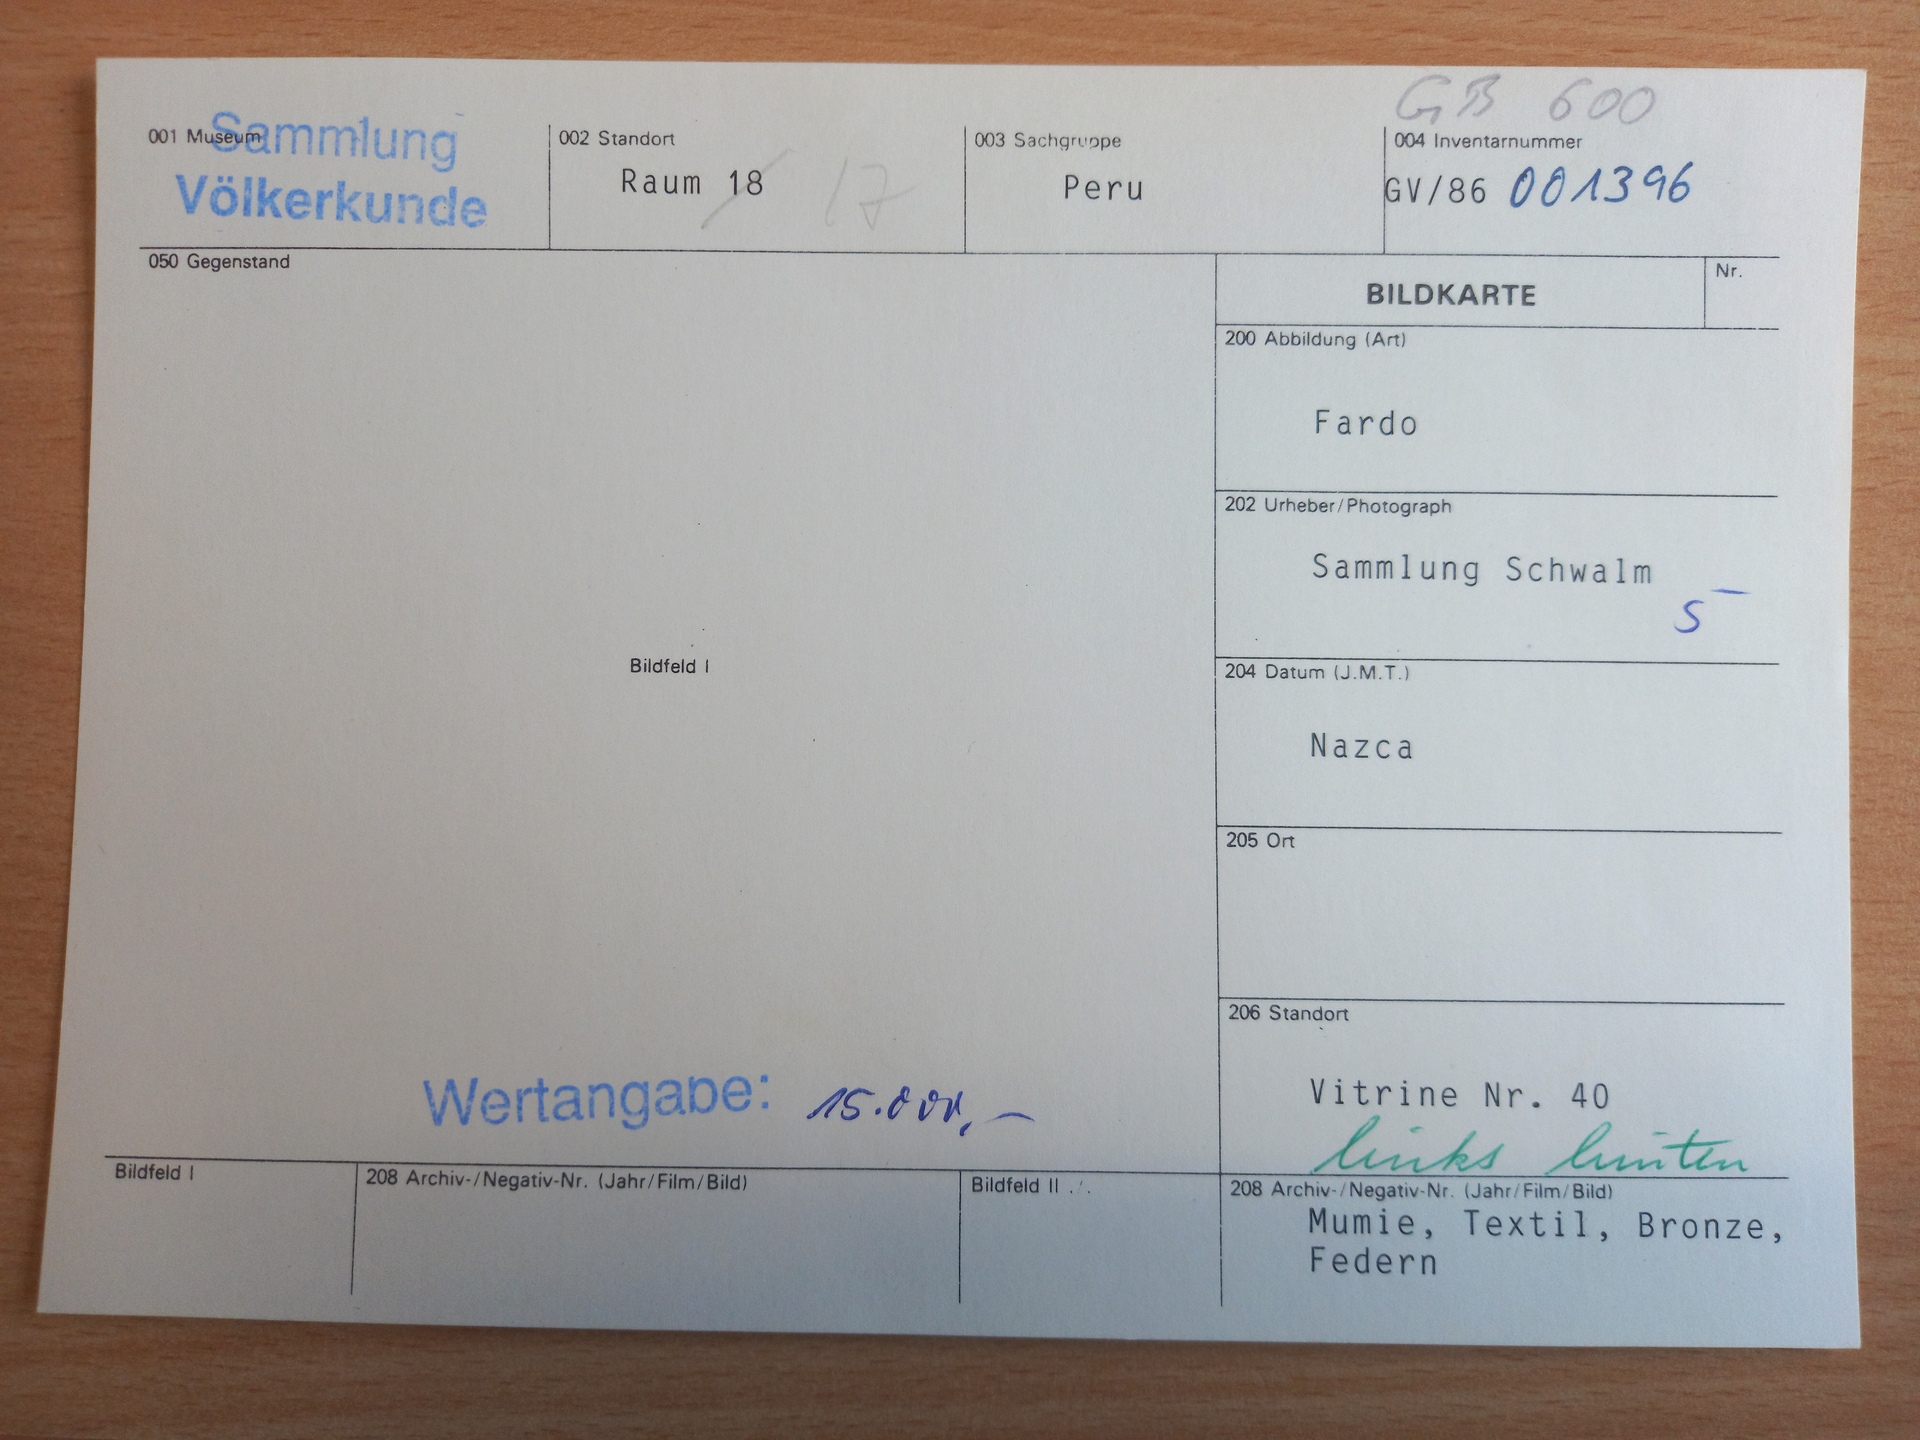 GB 600
001 Museum
Sammlung
Völkerkunde
002 Standort
Raum 18 17
003 Sachgruppe
Peru
004 Inventarnummer
GV/86 001396
050 Gegenstand
BILDKARTE
Nr.
200 Abbildung (Art)
Fardo
202 Urheber/Photograph
Sammlung Schwalm
204 Datum (J.M.T.)
Nazca
Bildfeld I
205 Ort
206 Standort
Vitrine Nr. 40
links
Wertangabe: 15.000,—
Bildfeld I
208 Archiv-/Negativ-Nr. (Jahr/Film/Bild)
Bildfeld II
208 Archiv-/Negativ-Nr. (Jahr/Film/Bild)
Mumie, Textil, Bronze,
Federn